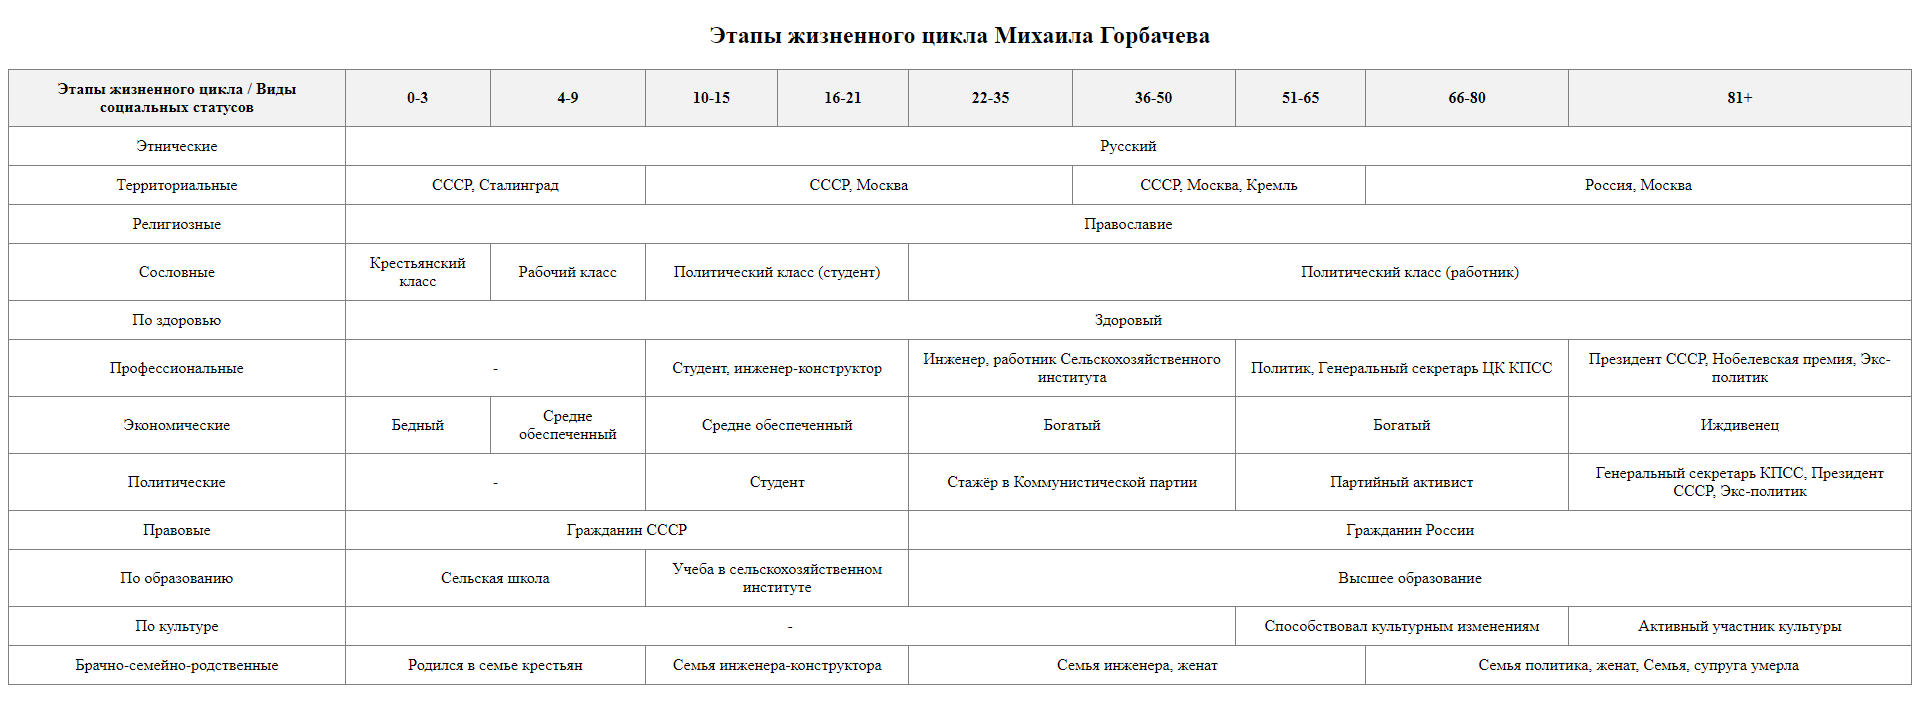 Этапы жизненного цикла Михаила Горбачева
Этапы жизненного цикла / Виды
социальных статусов
0-3
4-9
10-15
16-21
22-35
36-50
51-65
66-80
81+
Этнические
Русский
Территориальные
СССР, Сталинград
СССР, Москва
СССР, Москва, Кремль
Россия, Москва
Религиозные
Православие
Сословные
Крестьянский
класс
Рабочий класс
Политический класс (студент)
Политический класс (работник)
По здоровью
Здоровый
Профессиональные
-
Студент, инженер-конструктор
Инженер, работник Сельскохозяйственного
института
Политик, Генеральный секретарь ЦК КПСС
Президент СССР, Нобелевская премия, Экс-
политик
Экономические
Бедный
Средне
обеспеченный
Средне обеспеченный
Богатый
Богатый
Иждивенец
Политические
-
Студент
Стажёр в Коммунистической партии
Партийный активист
Генеральный секретарь КПСС, Президент
СССР, Экс-политик
Правовые
Гражданин СССР
Гражданин России
По образованию
Сельская школа
Учеба в сельскохозяйственном
институте
Высшее образование
По культуре
-
Способствовал культурным изменениям
Активный участник культуры
Брачно-семейно-родственные
Родился в семье крестьян
Семья инженера-конструктора
Семья инженера, женат
Семья политика, женат, Семья, супруга умерла